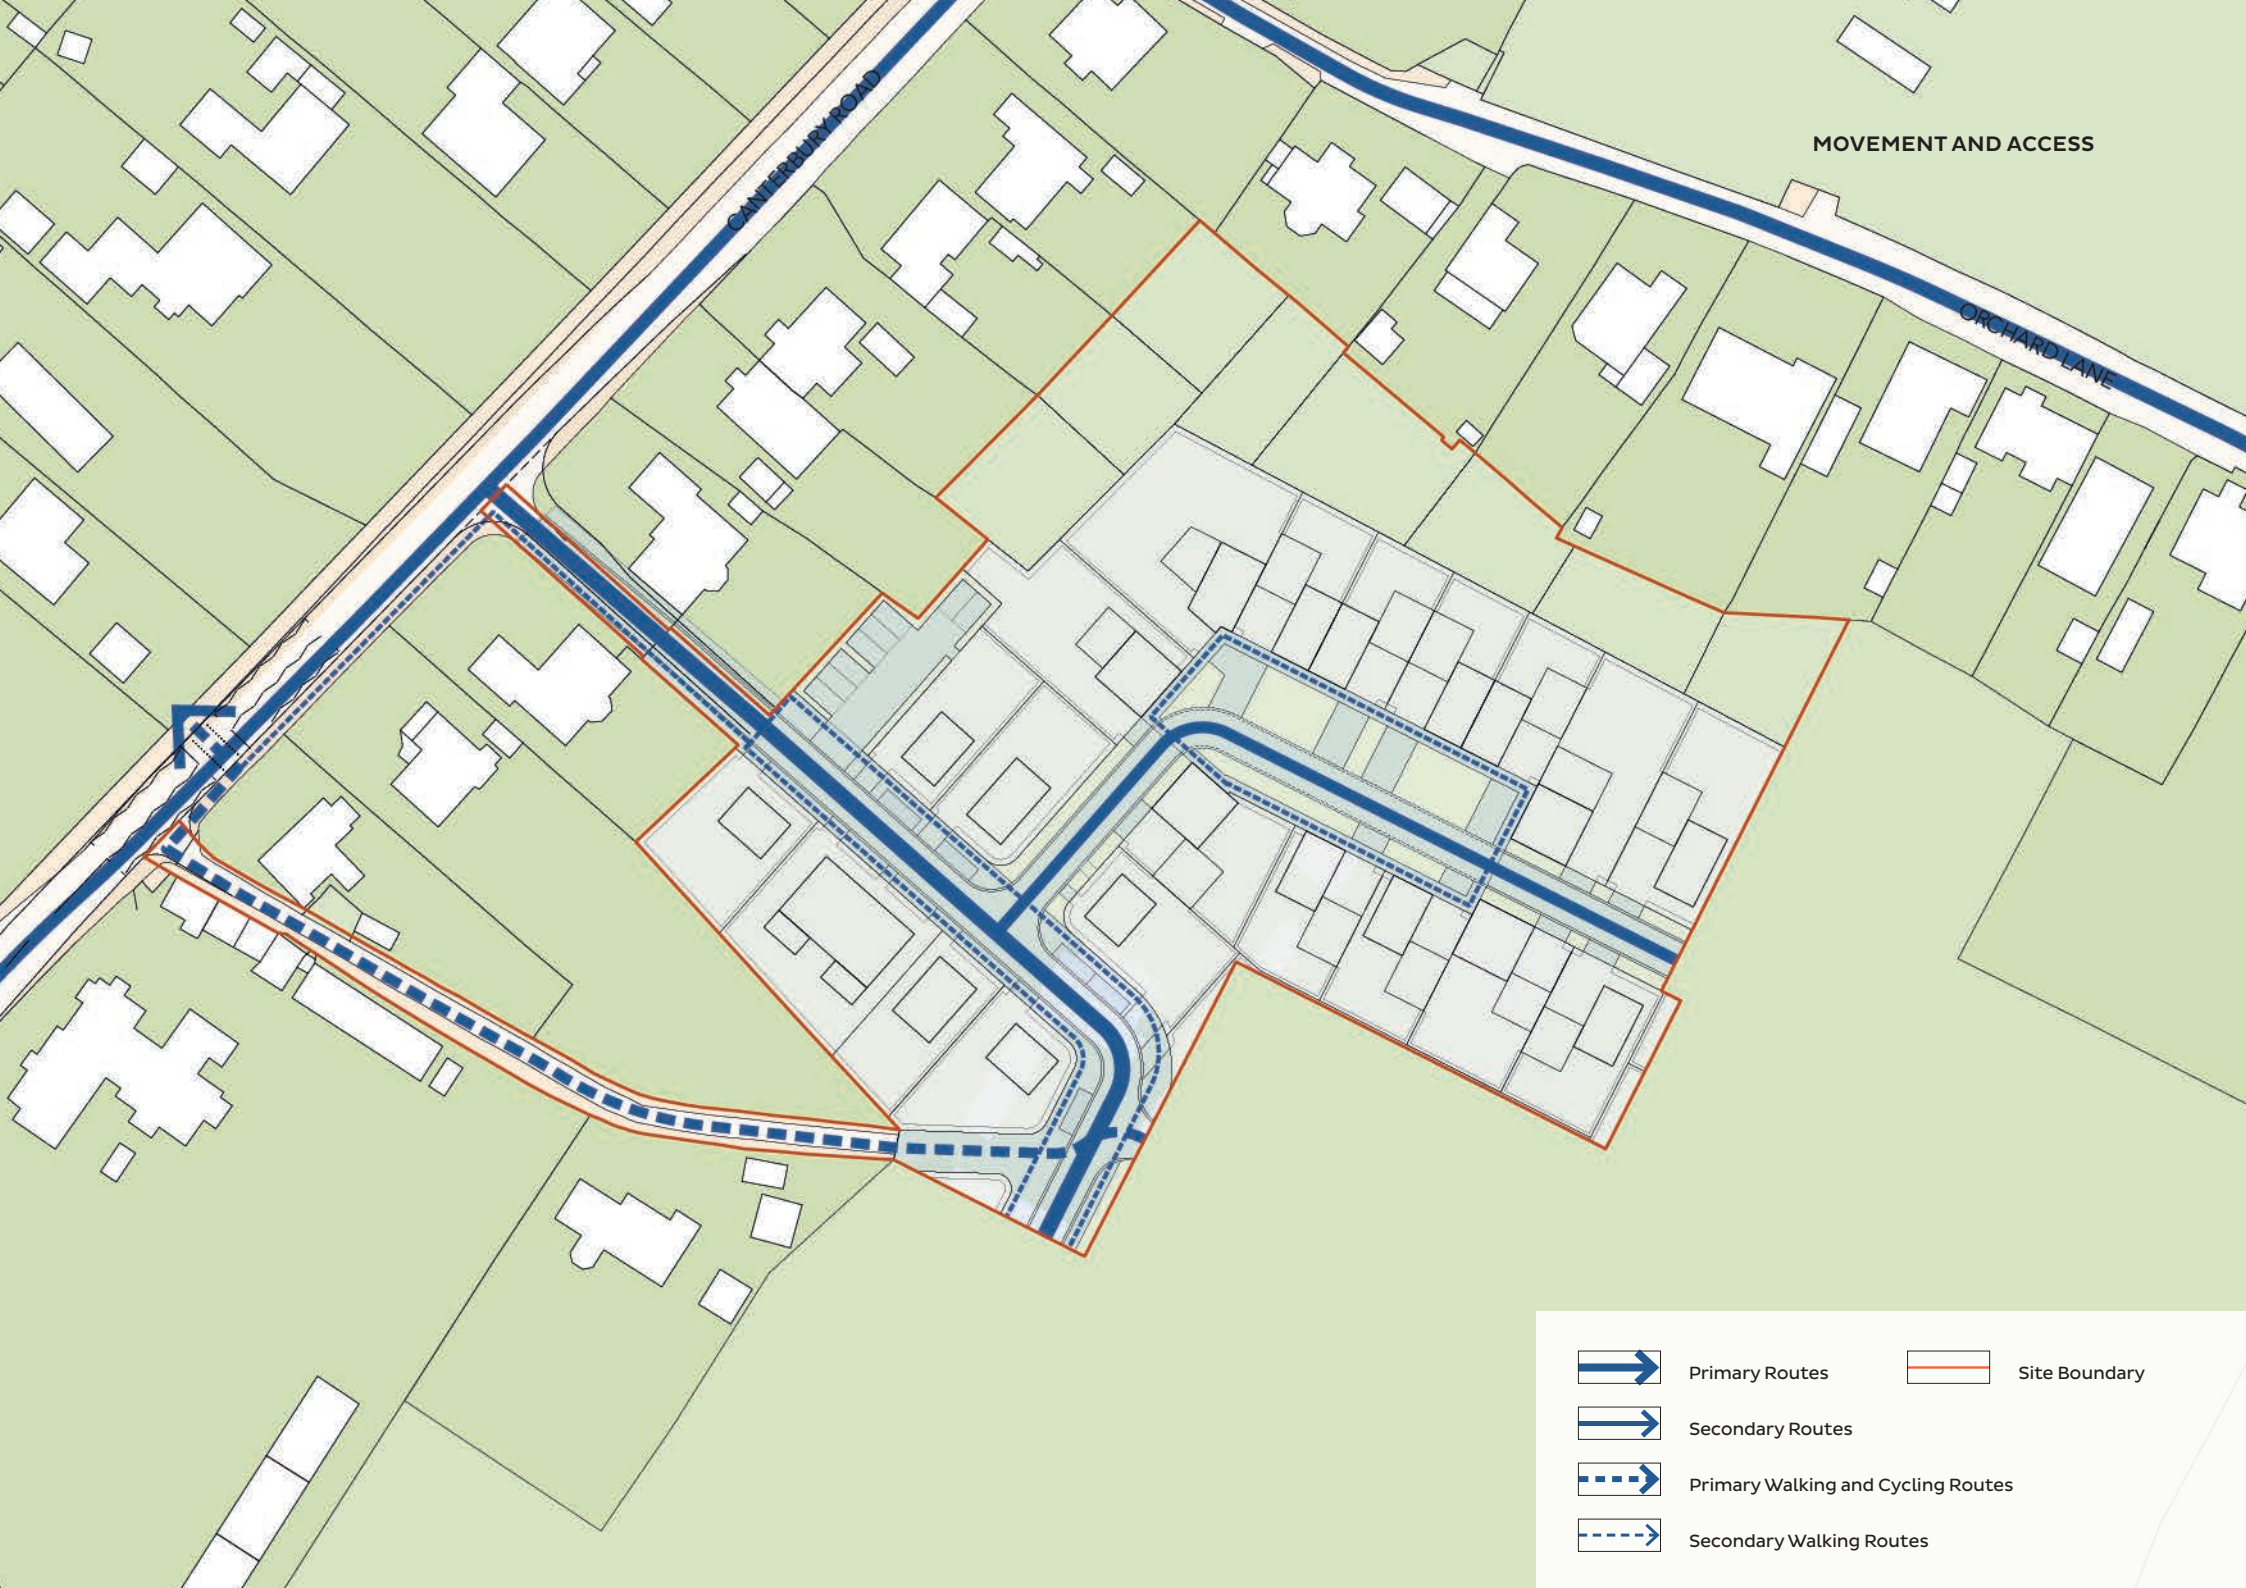 CANTERBURY ROAD
MOVEMENT AND ACCESS
ORCHARD LANE
Primary Routes
Site Boundary
Secondary Routes
Primary Walking and Cycling Routes
Secondary Walking Routes